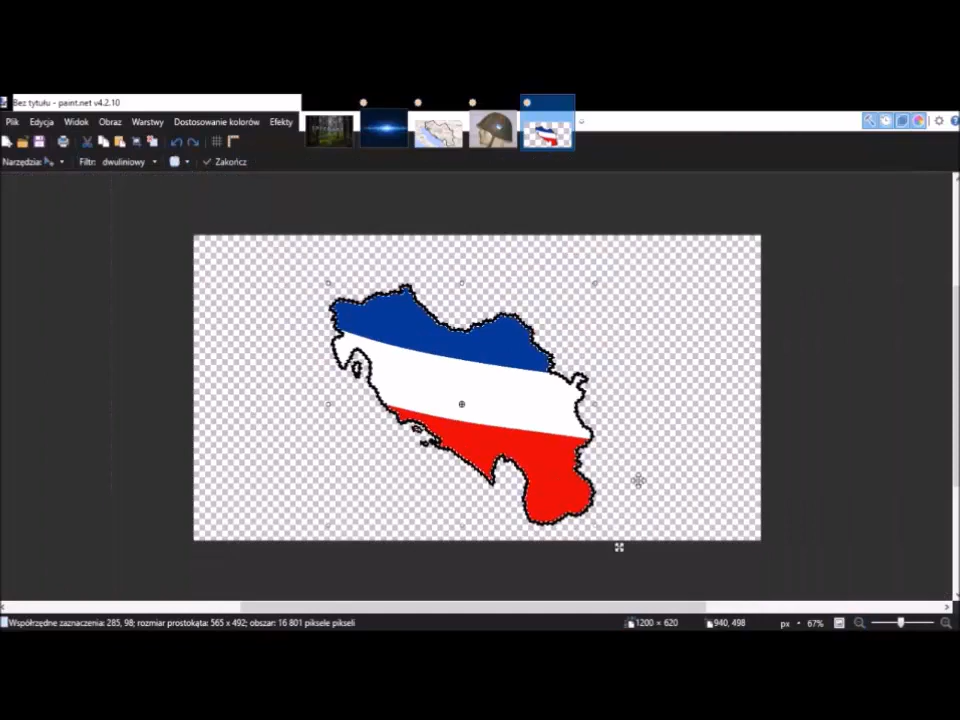 Bez tytułu - paint.net v4.2.10
Plik Edycja Widok Obraz Warstwy Dostosowanie kolorów Efekty
Narzędzia: Filtr: dwuliniowy Zakończ
Współrzędne zaznaczenia: 285, 98; rozmiar prostokąta: 565 x 492; obszar: 16 801 piksele pikseli 1200 × 620 940, 498 px 67%